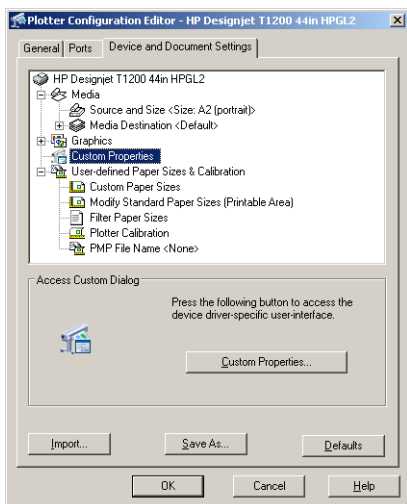 Plotter Configuration Editor - HP Designjet T1200 44in HPGL2
General Ports Device and Document Settings
HP Designjet T1200 44in HPGL2
Media
Source and Size <Size: A2 (portrait)>
Media Destination <Default>
Graphics
Custom Properties
User-defined Paper Sizes & Calibration
Custom Paper Sizes
Modify Standard Paper Sizes (Printable Area)
Filter Paper Sizes
Plotter Calibration
PMP File Name <None>
Access Custom Dialog
Press the following button to access the
device driver-specific user-interface.
Custom Properties...
Import... Save As... Defaults
OK Cancel Help